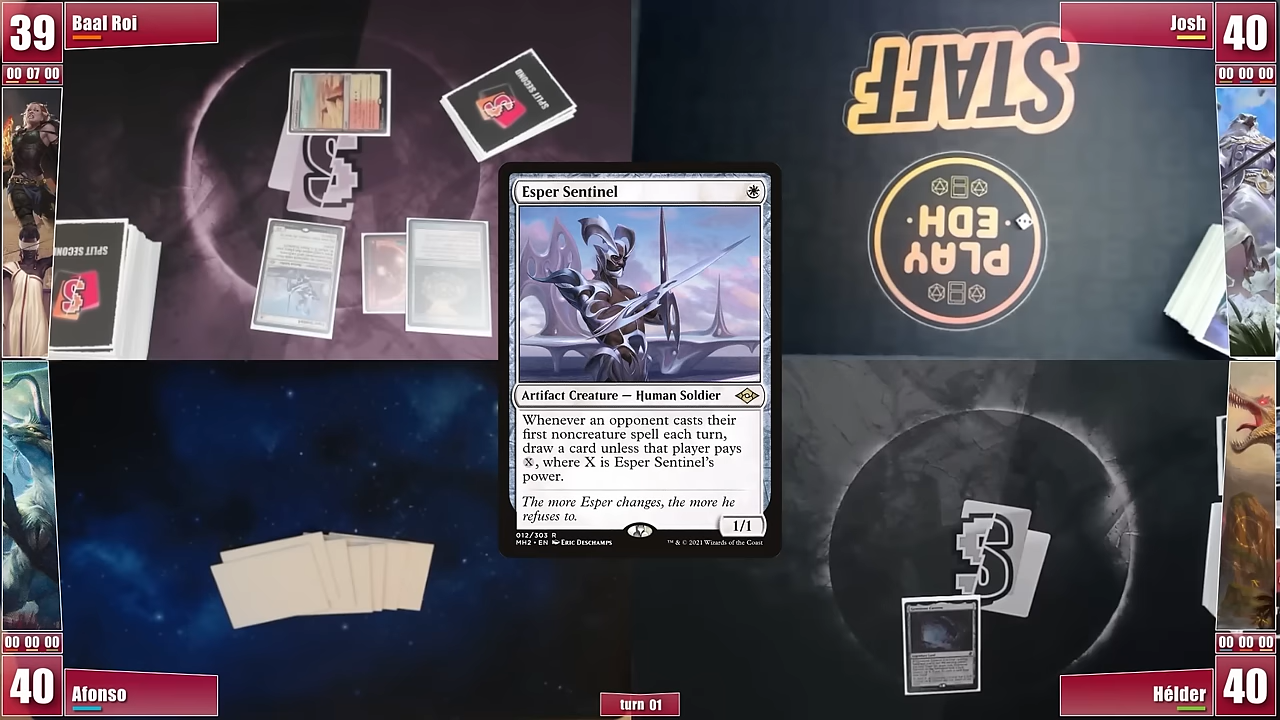 39
Baal Roi
00 07 00
SPLIT SECOND
SPLIT SECOND
STAFF
PLAY
EDH
Josh
40
00 00 00
Esper Sentinel
Artifact Creature — Human Soldier
Whenever an opponent casts their
first noncreature spell each turn,
draw a card unless that player pays
X, where X is Esper Sentinel's
power.
The more Esper changes, the more he
refuses to.
1/1
012/303 R
MH2 • EN ERIC DESCHAMPS
™ & © 2021 Wizards of the Coast
00 00 00
40
Afonso
turn 01
00 00 00
Hélder
40